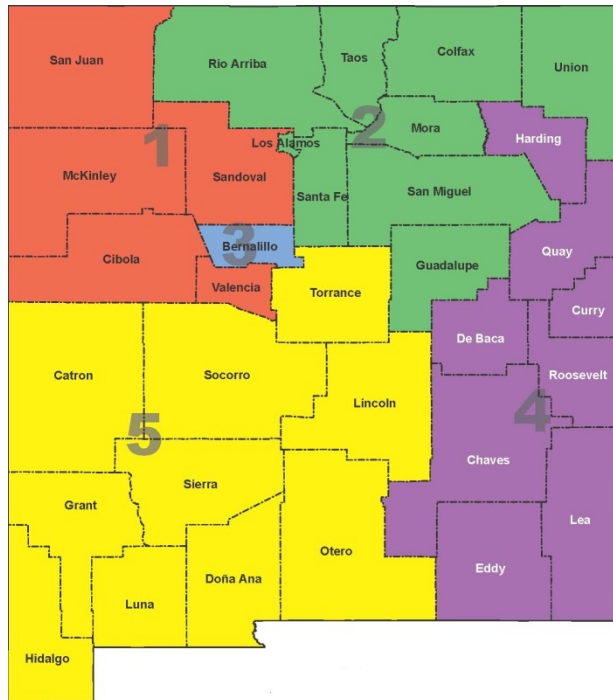 San Juan
Rio Arriba
Taos
Colfax
Union
1
2
Mora
Harding
Los Alamos
McKinley
Sandoval
Santa Fe
San Miguel
3
Bernalillo
Quay
Cibola
Guadalupe
Valencia
Torrance
Curry
De Baca
Catron
Socorro
Lincoln
Roosevelt
4
5
Chaves
Sierra
Grant
Lea
Otero
Doña Ana
Eddy
Luna
Hidalgo